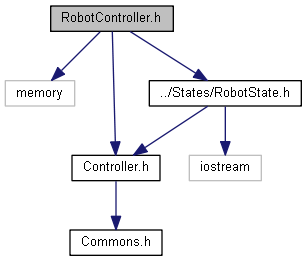 RobotController.h
memory
../States/RobotState.h
Controller.h
iostream
Commons.h